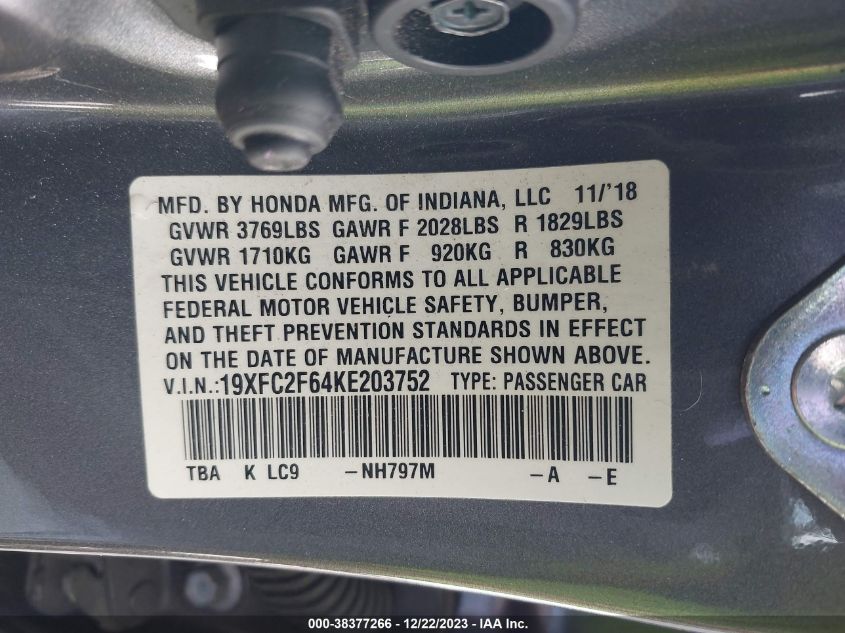 MFD. BY HONDA MFG. OF INDIANA, LLC 11/'18
GVWR 3769LBS GAWR F 2028LBS R 1829LBS
GVWR 1710KG GAWR F 920KG R 830KG
THIS VEHICLE CONFORMS TO ALL APPLICABLE
FEDERAL MOTOR VEHICLE SAFETY, BUMPER,
AND THEFT PREVENTION STANDARDS IN EFFECT
ON THE DATE OF MANUFACTURE SHOWN ABOVE.
V.I.N.:19XFC2F64KE203752 TYPE: PASSENGER CAR
TBA K LC9 -NH797M -A -E
000-38377266 - 12/22/2023 - IAA Inc.